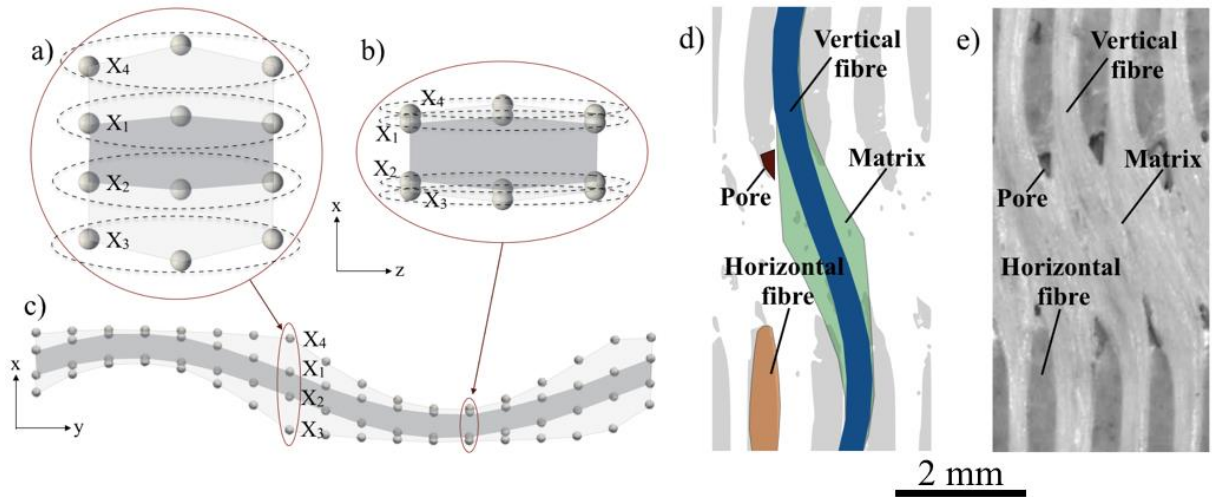 a)
X4
X1
X2
X3
b)
X4
X1
X2
X3
x
z
c)
x
y
X4
X1
X2
X3
d)
Vertical
fibre
Matrix
Pore
Horizontal
fibre
e)
Vertical
fibre
Matrix
Pore
Horizontal
fibre
2 mm